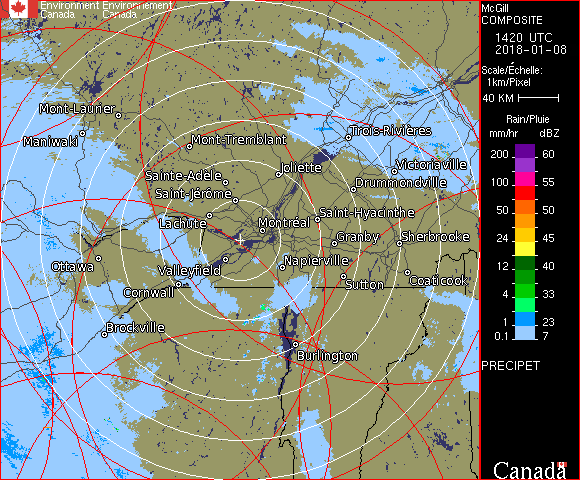 Environment Environnement
Canada Canada
McGill
COMPOSITE
1420 UTC
2018-01-08
Scale/Échelle:
1km/Pixel
40 KM
Rain/Pluie
mm/hr dBZ
200 60
100 55
50 50
24 45
12 40
4 33
1 23
0.1 7
PRECIPET
Canada
Mont-Laurier
Maniwaki
Mont-Tremblant
Trois-Rivières
Joliette
Victoriaville
Sainte-Adèle
Drummondville
Saint-Jérôme
Lachute
Saint-Hyacinthe
Montréal
Granby
Sherbrooke
Ottawa
Valleyfield
Napierville
Cornwall
Sutton
Coaticook
Brockville
Burlington